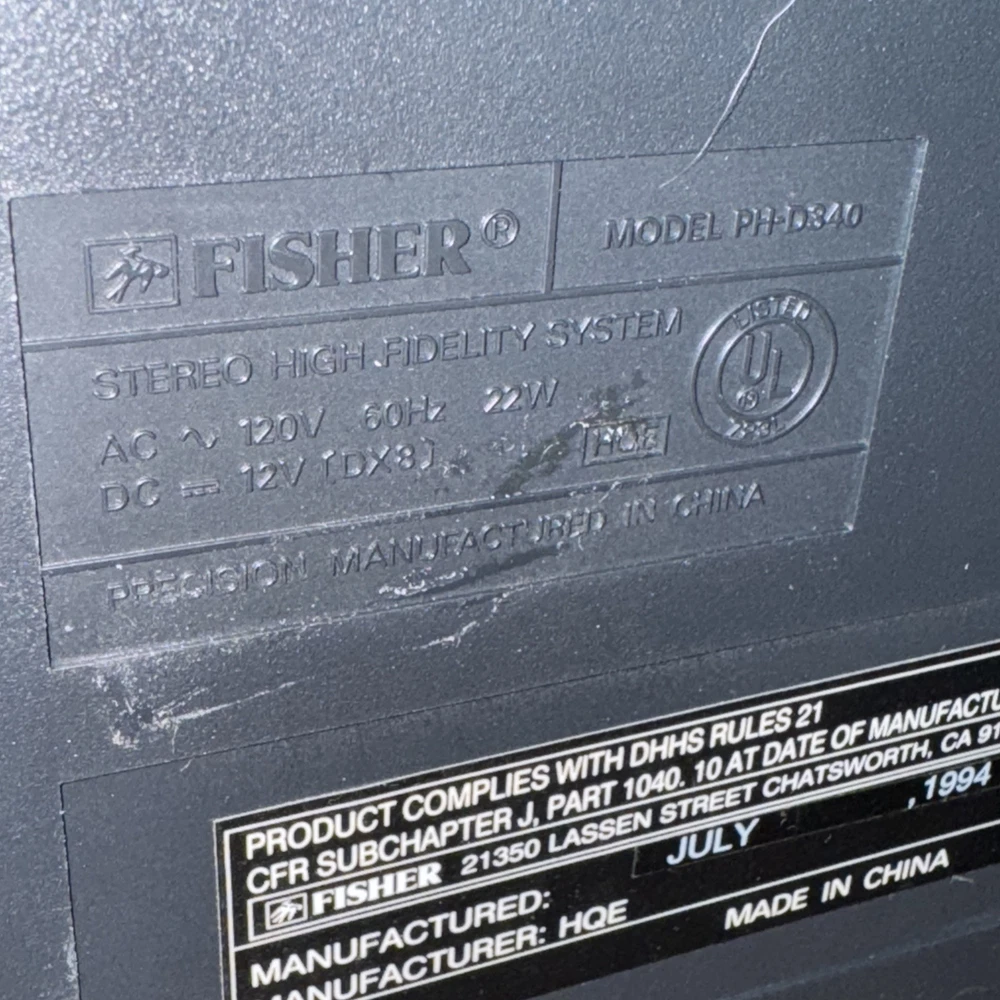 FISHER®
MODEL PH-D340
STEREO HIGH FIDELITY SYSTEM
AC ∿ 120V 60Hz 22W
DC ⎓ 12V [DX8]
HQE
LISTED
UL
®
PRECISION MANUFACTURED IN CHINA
PRODUCT COMPLIES WITH DHHS RULES 21
CFR SUBCHAPTER J, PART 1040. 10 AT DATE OF MANUFACTU
FISHER 21350 LASSEN STREET CHATSWORTH, CA 91
MANUFACTURED: JULY , 1994
MANUFACTURER: HQE MADE IN CHINA